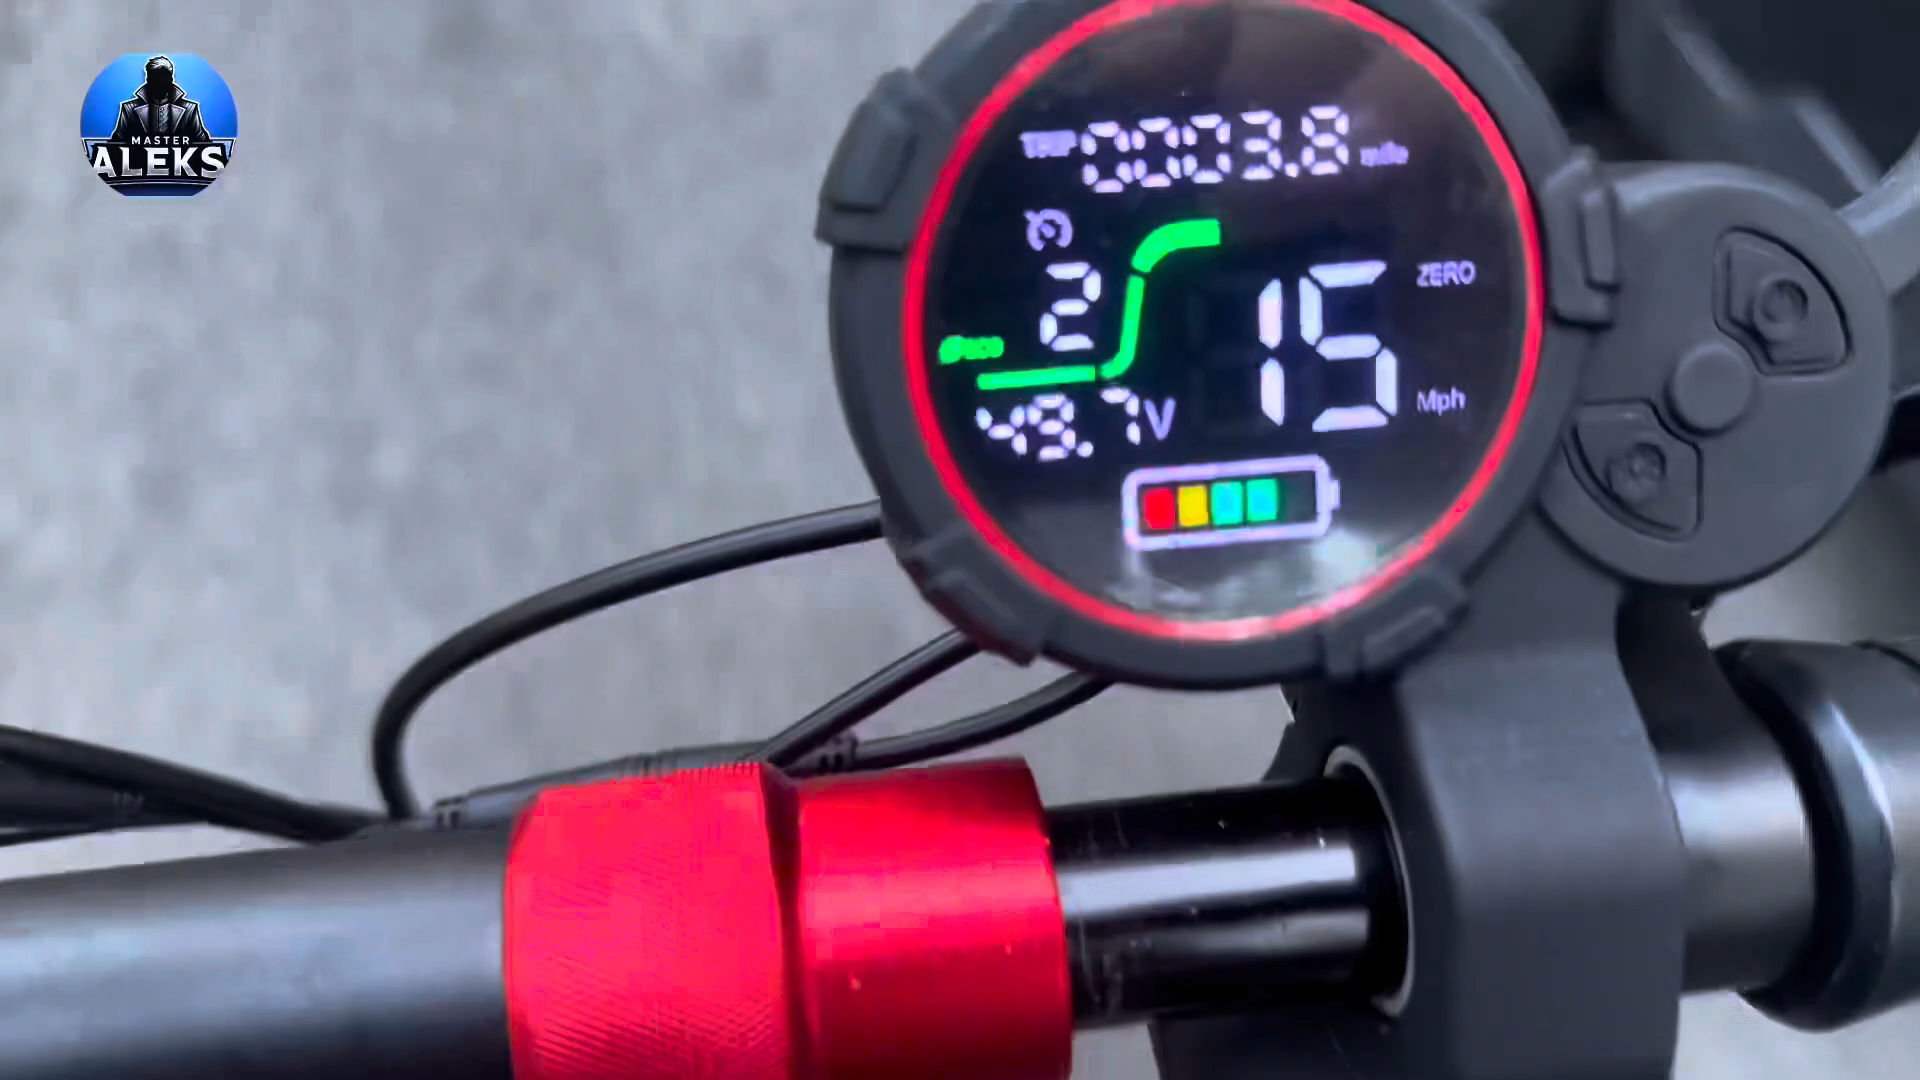 MASTER
ALEKS
TRIP 0003.8 mile
2
ZERO
eco
15
Mph
49.7V